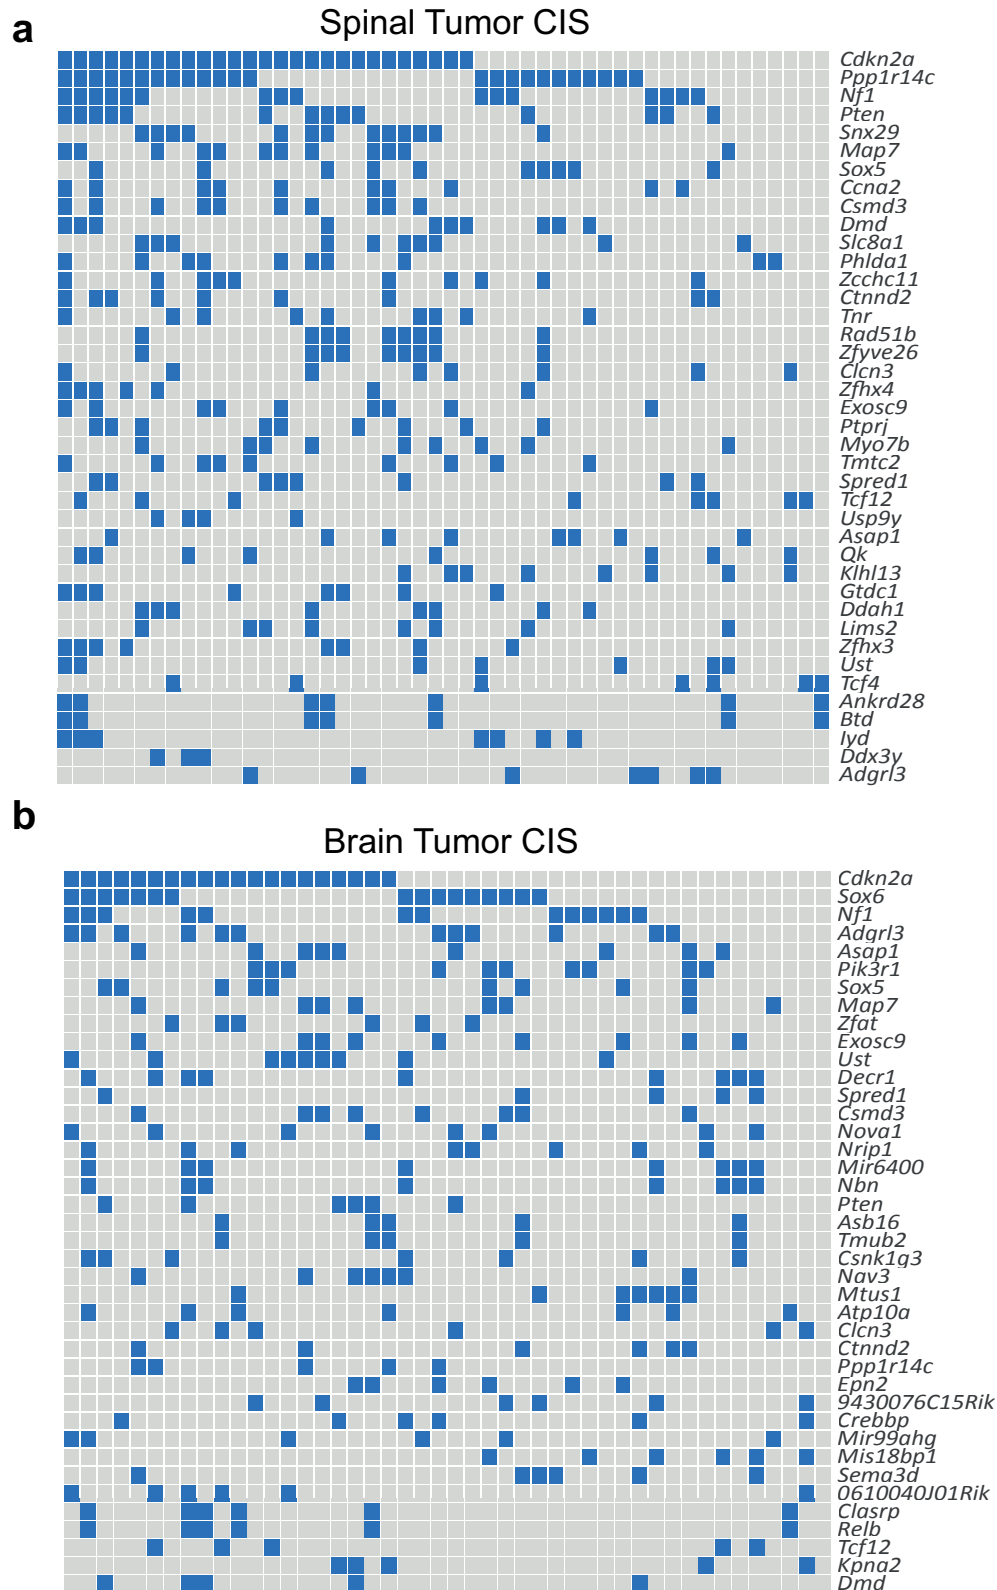 a
Spinal Tumor CIS
Cdkn2a
Ppp1r14c
Nf1
Pten
Snx29
Map7
Sox5
Ccna2
Csmd3
Dmd
Slc8a1
Phlda1
Zcchc11
Ctnnd2
Tnr
Rad51b
Zfyve26
Clcn3
Zfhx4
Exosc9
Ptprj
Myo7b
Tmtc2
Spred1
Tcf12
Usp9y
Asap1
Qk
Klhl13
Gtdc1
Ddah1
Lims2
Zfhx3
Ust
Tcf4
Ankrd28
Btd
Iyd
Ddx3y
Adgrl3
b
Brain Tumor CIS
Cdkn2a
Sox6
Nf1
Adgrl3
Asap1
Pik3r1
Sox5
Map7
Zfat
Exosc9
Ust
Decr1
Spred1
Csmd3
Nova1
Nrip1
Mir6400
Nbn
Pten
Asb16
Tmub2
Csnk1g3
Nav3
Mtus1
Atp10a
Clcn3
Ctnnd2
Ppp1r14c
Epn2
9430076C15Rik
Crebbp
Mir99ahg
Mis18bp1
Sema3d
0610040J01Rik
Clasrp
Relb
Tcf12
Kpna2
Dmd